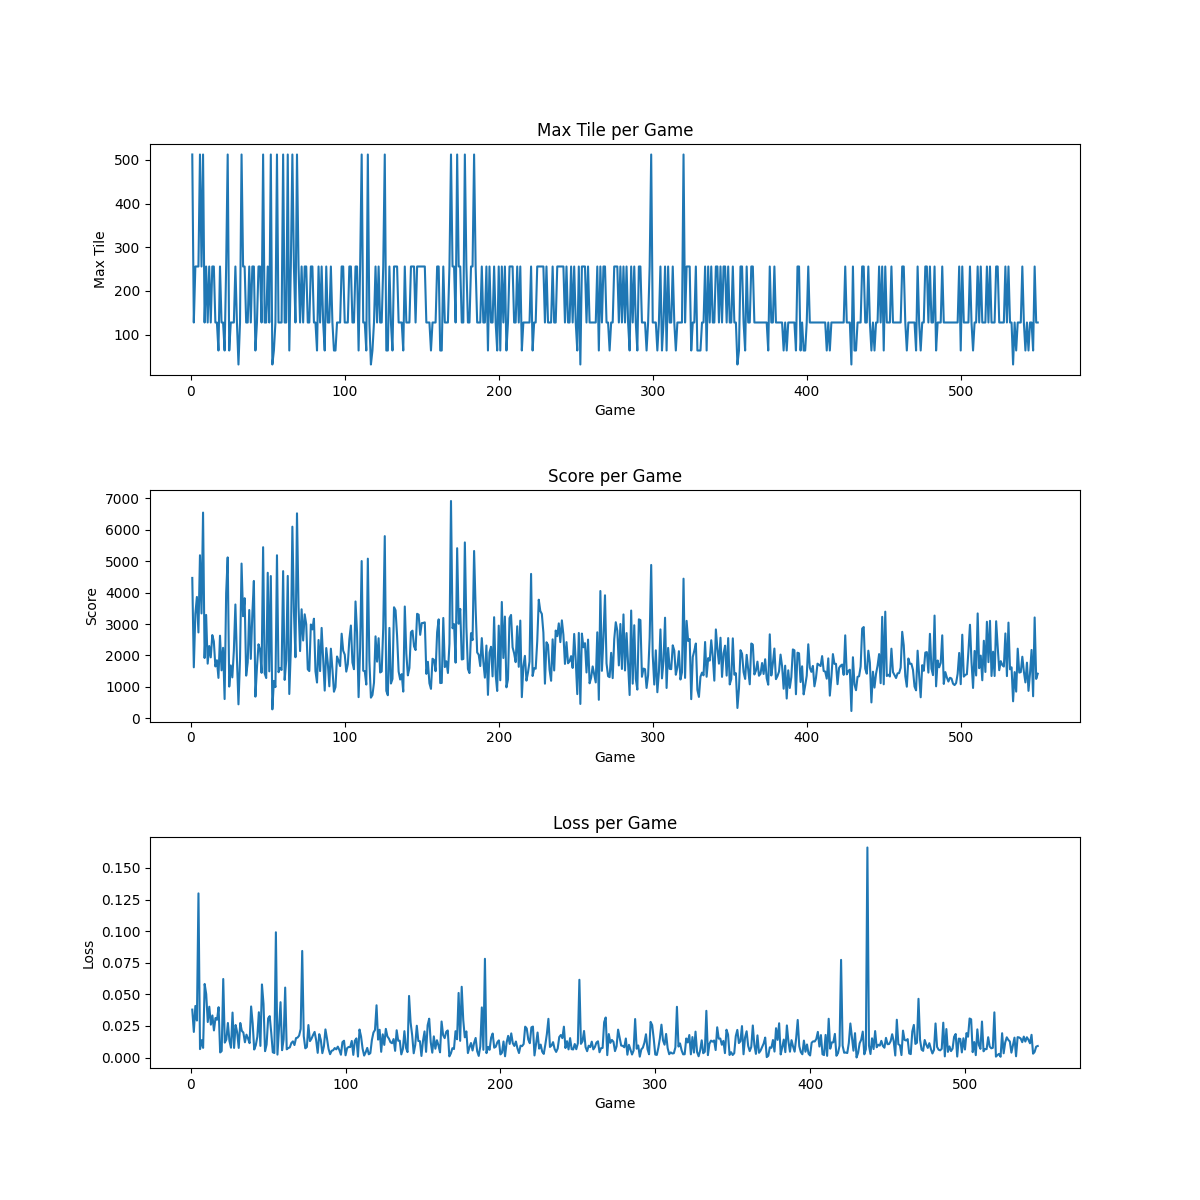 Max Tile per Game
500
400
300
200
100
Max Tile
0 100 200 300 400 500
Game
Score per Game
7000
6000
5000
4000
3000
2000
1000
0
Score
0 100 200 300 400 500
Game
Loss per Game
0.150
0.125
0.100
0.075
0.050
0.025
0.000
Loss
0 100 200 300 400 500
Game